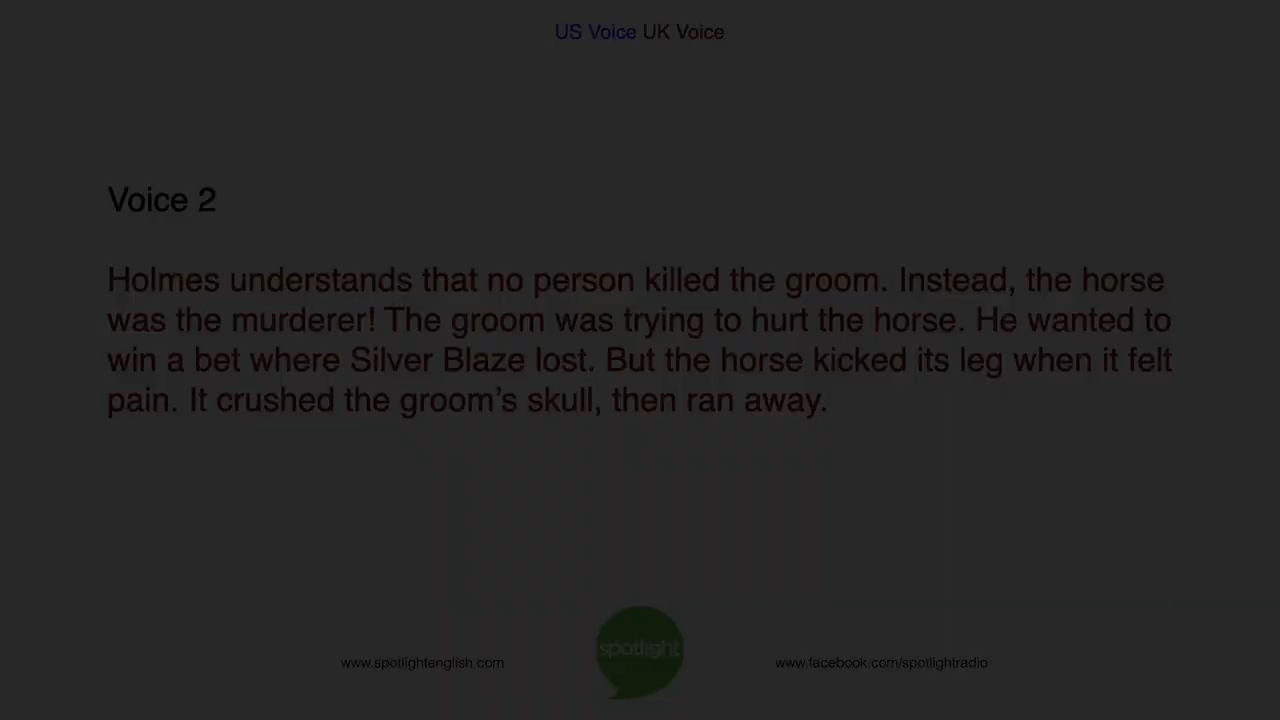 US Voice UK Voice
Voice 2
Holmes understands that no person killed the groom. Instead, the horse
was the murderer! The groom was trying to hurt the horse. He wanted to
win a bet where Silver Blaze lost. But the horse kicked its leg when it felt
pain. It crushed the groom’s skull, then ran away.
spotlight
www.spotlightenglish.com www.facebook.com/spotlightradio